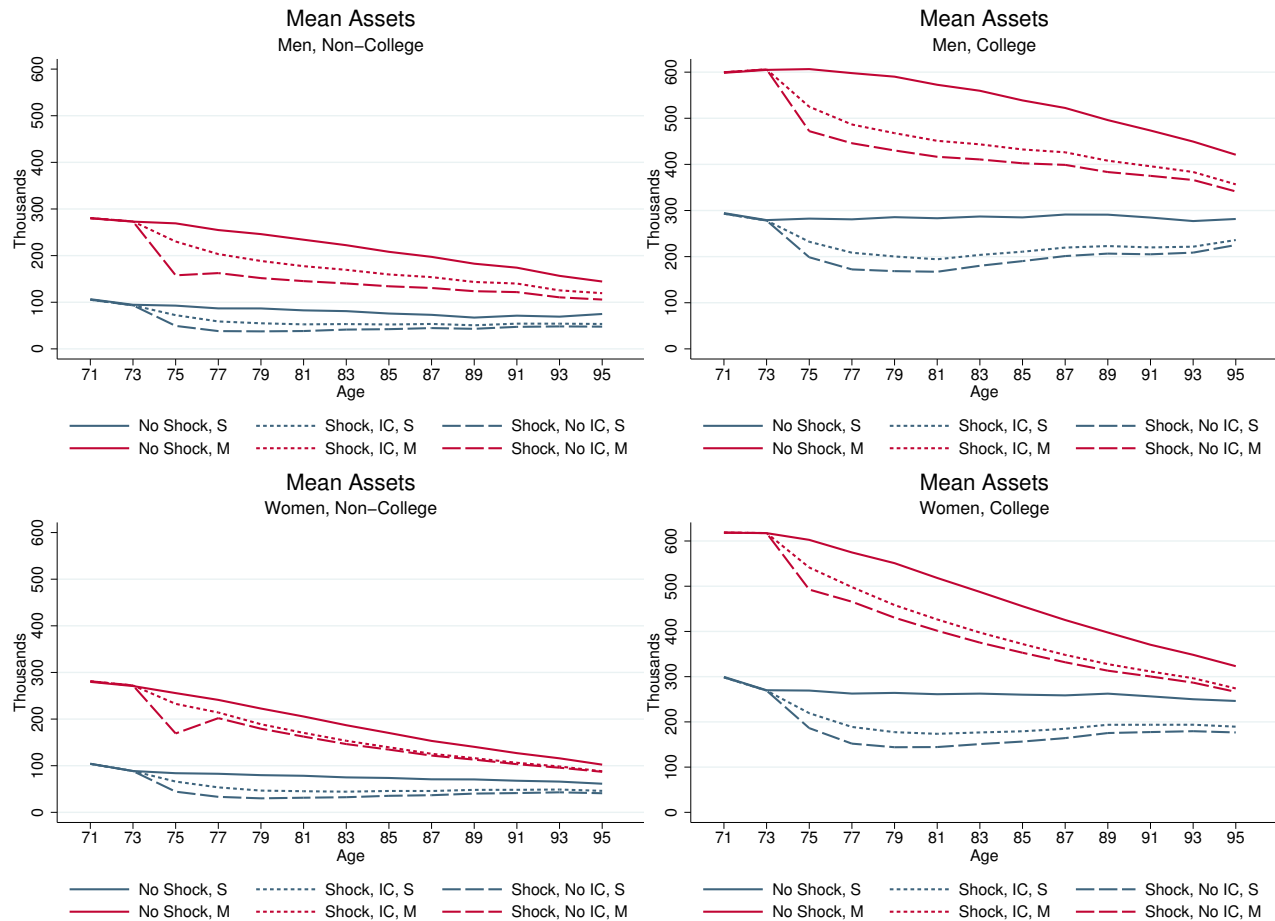 Mean Assets
Men, Non−College
Thousands
600
500
400
300
200
100
0
71 73 75 77 79 81 83 85 87 89 91 93 95
Age
No Shock, S Shock, IC, S Shock, No IC, S
No Shock, M Shock, IC, M Shock, No IC, M
Mean Assets
Men, College
Thousands
600
500
400
300
200
100
0
71 73 75 77 79 81 83 85 87 89 91 93 95
Age
No Shock, S Shock, IC, S Shock, No IC, S
No Shock, M Shock, IC, M Shock, No IC, M
Mean Assets
Women, Non−College
Thousands
600
500
400
300
200
100
0
71 73 75 77 79 81 83 85 87 89 91 93 95
Age
No Shock, S Shock, IC, S Shock, No IC, S
No Shock, M Shock, IC, M Shock, No IC, M
Mean Assets
Women, College
Thousands
600
500
400
300
200
100
0
71 73 75 77 79 81 83 85 87 89 91 93 95
Age
No Shock, S Shock, IC, S Shock, No IC, S
No Shock, M Shock, IC, M Shock, No IC, M